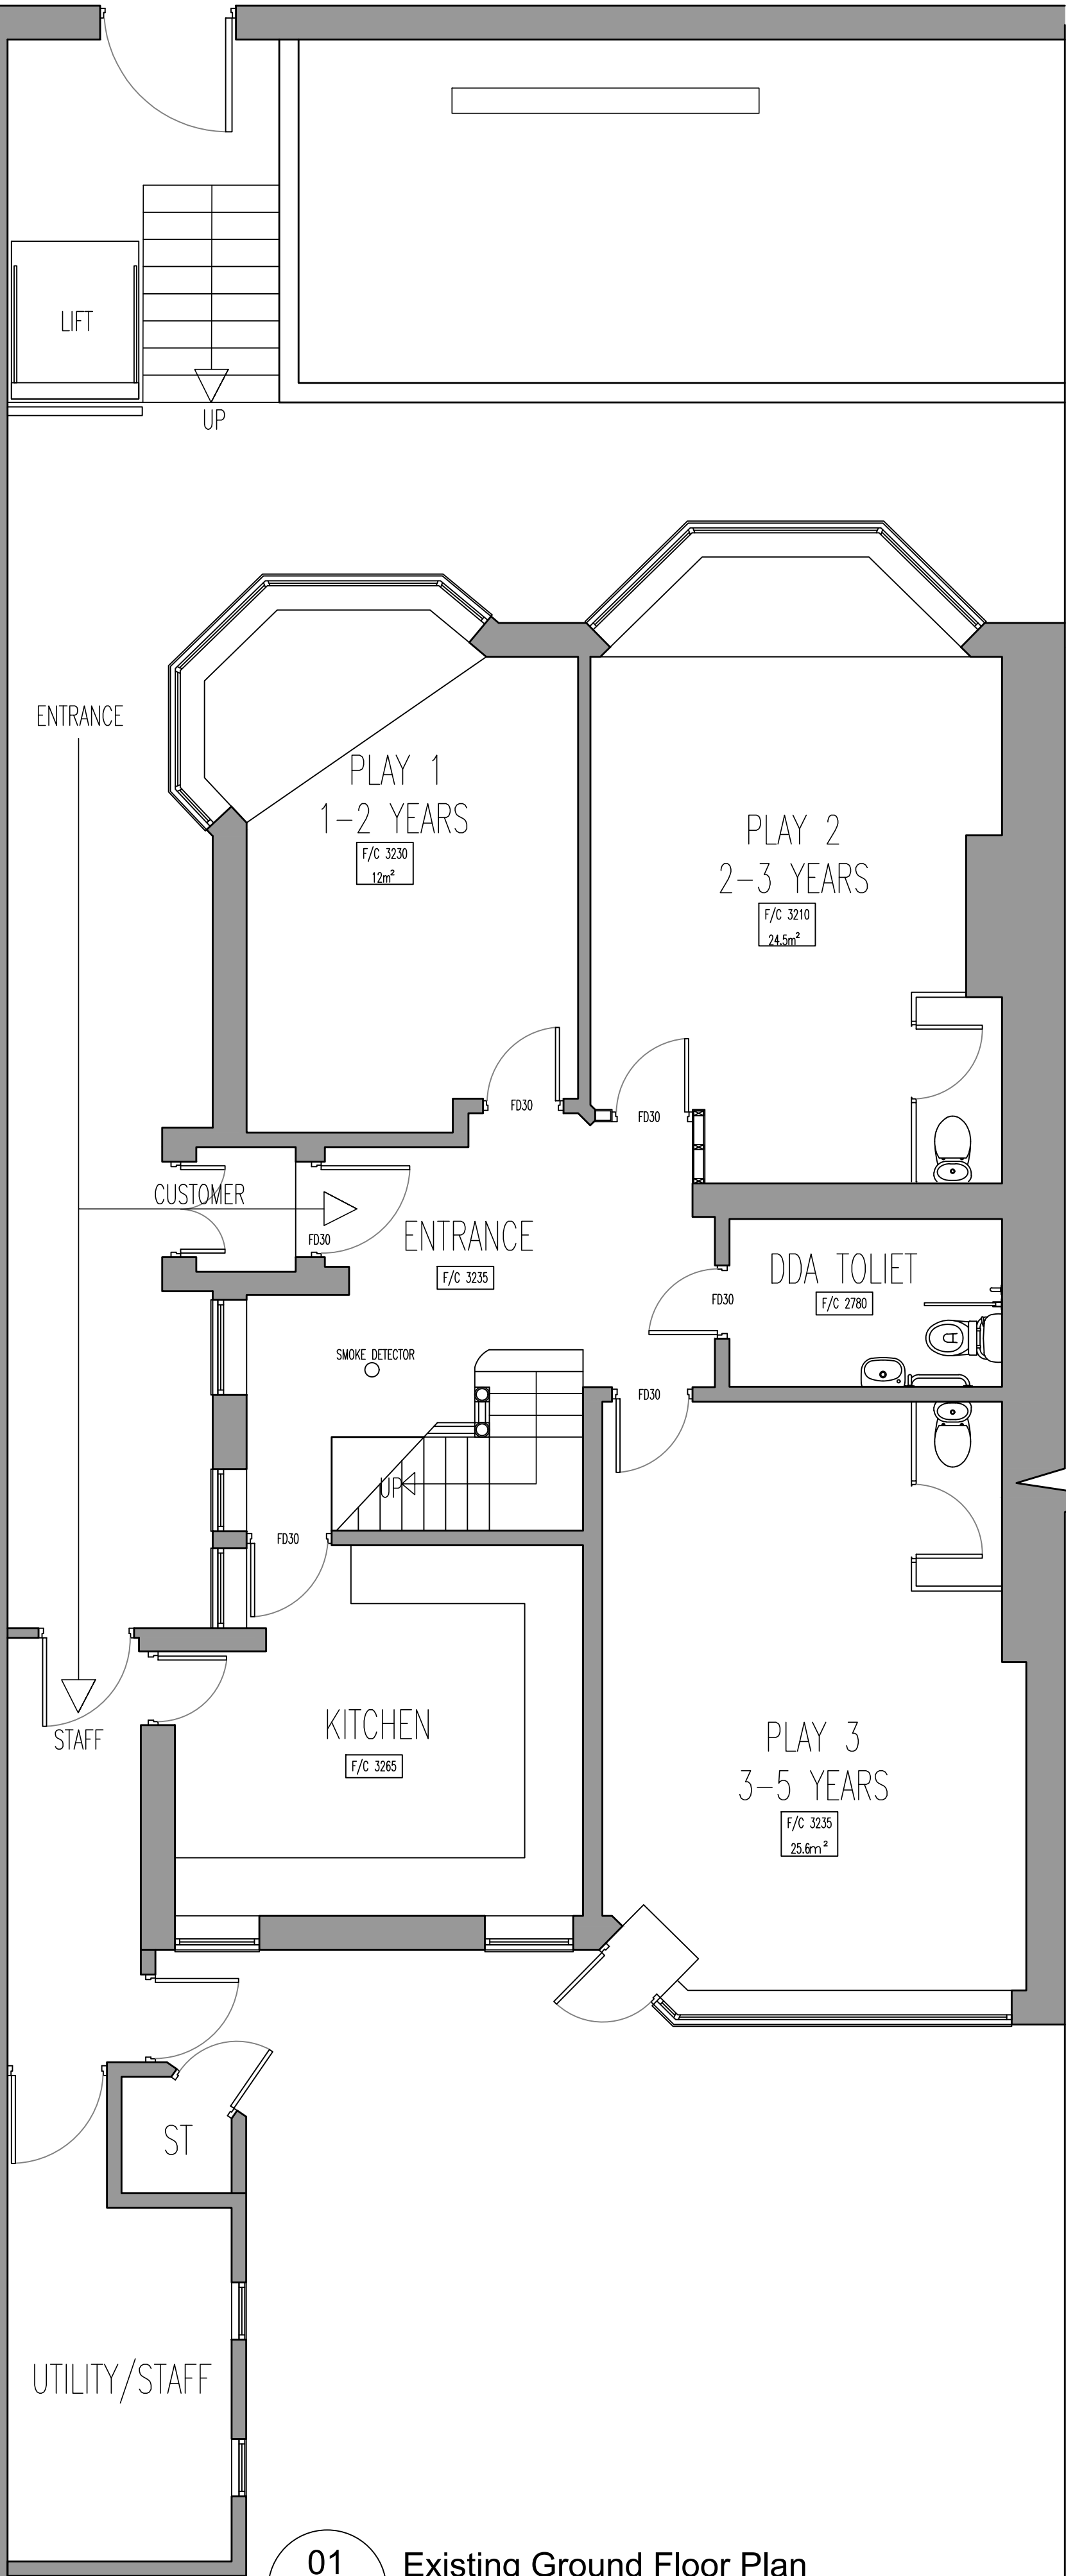 LIFT
UP
ENTRANCE
PLAY 1
1-2 YEARS
F/C 3230
12m²
PLAY 2
2-3 YEARS
F/C 3210
24.5m²
FD30
FD30
CUSTOMER
FD30
ENTRANCE
F/C 3235
DDA TOLIET
F/C 2780
FD30
SMOKE DETECTOR
FD30
UP
FD30
STAFF
KITCHEN
F/C 3265
PLAY 3
3-5 YEARS
F/C 3235
25.6m²
ST
UTILITY/STAFF
01
Existing Ground Floor Plan